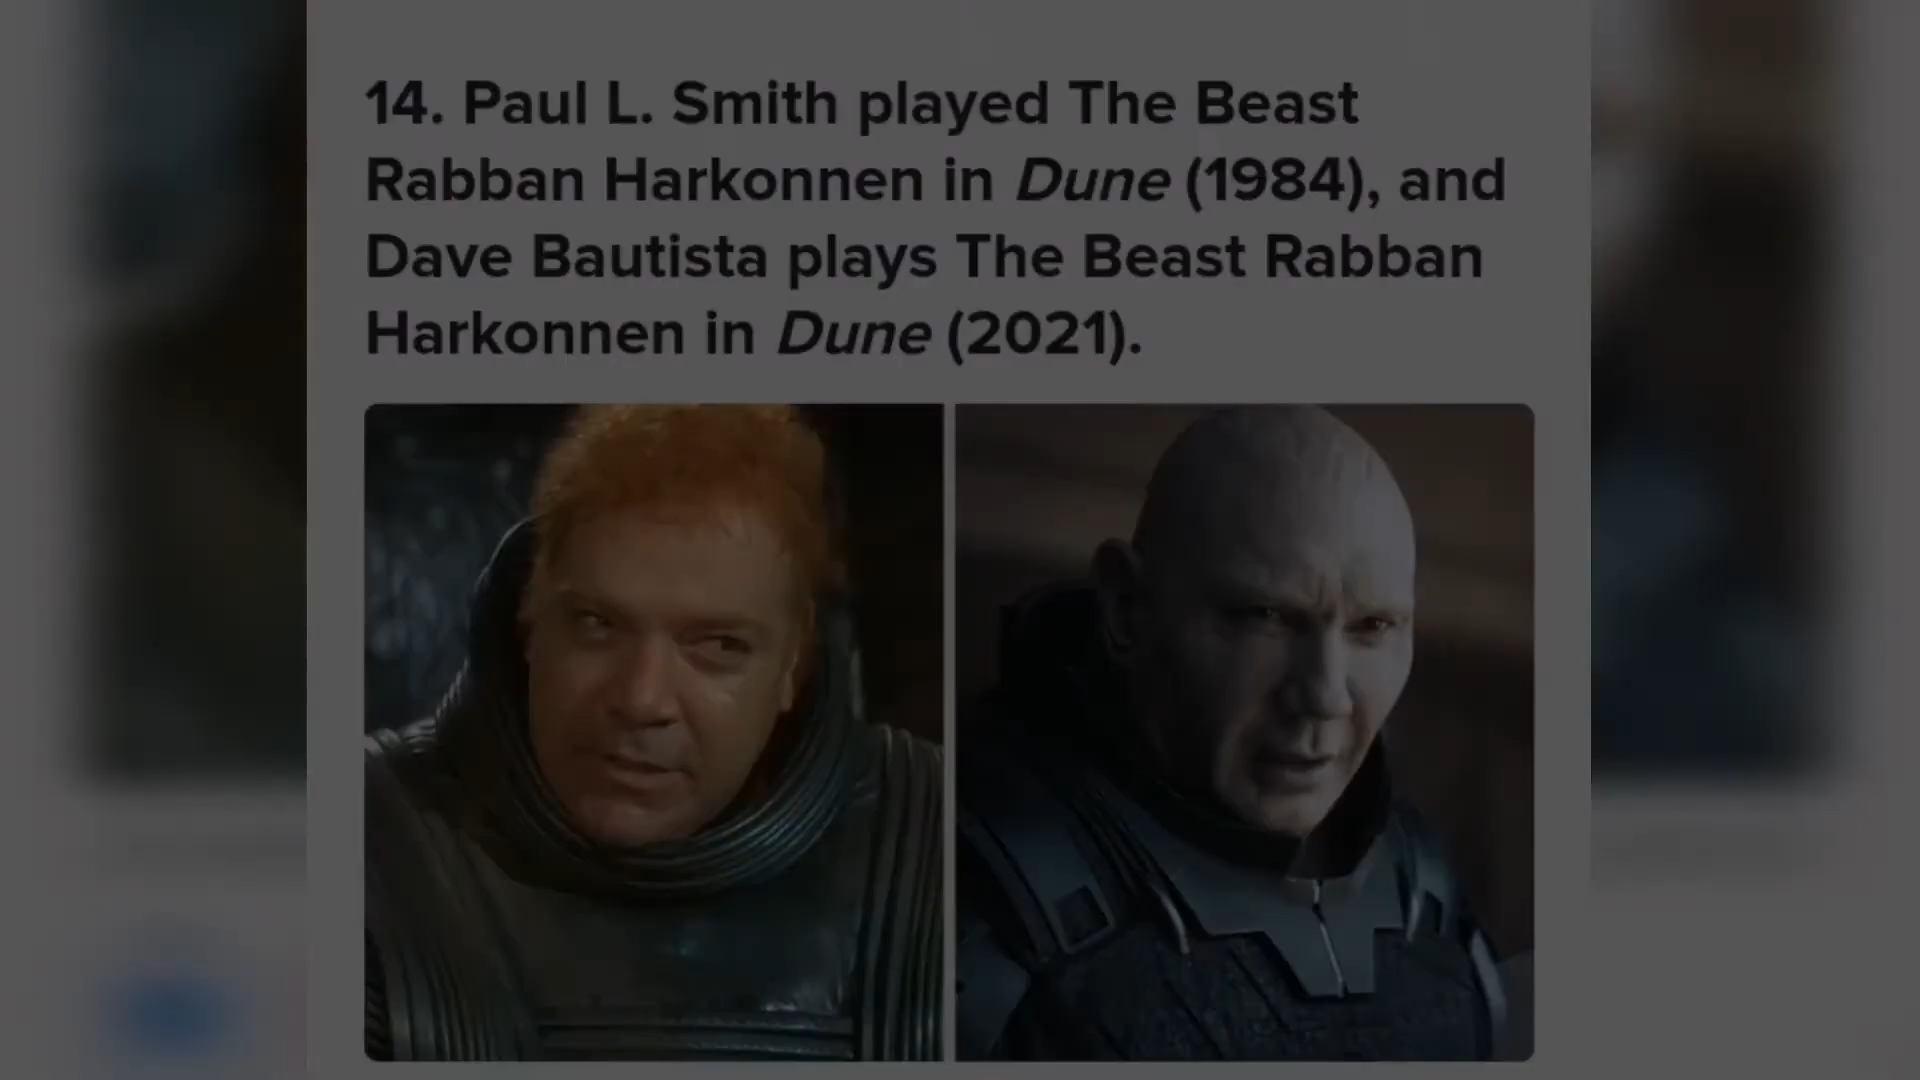 14. Paul L. Smith played The Beast
Rabban Harkonnen in Dune (1984), and
Dave Bautista plays The Beast Rabban
Harkonnen in Dune (2021).